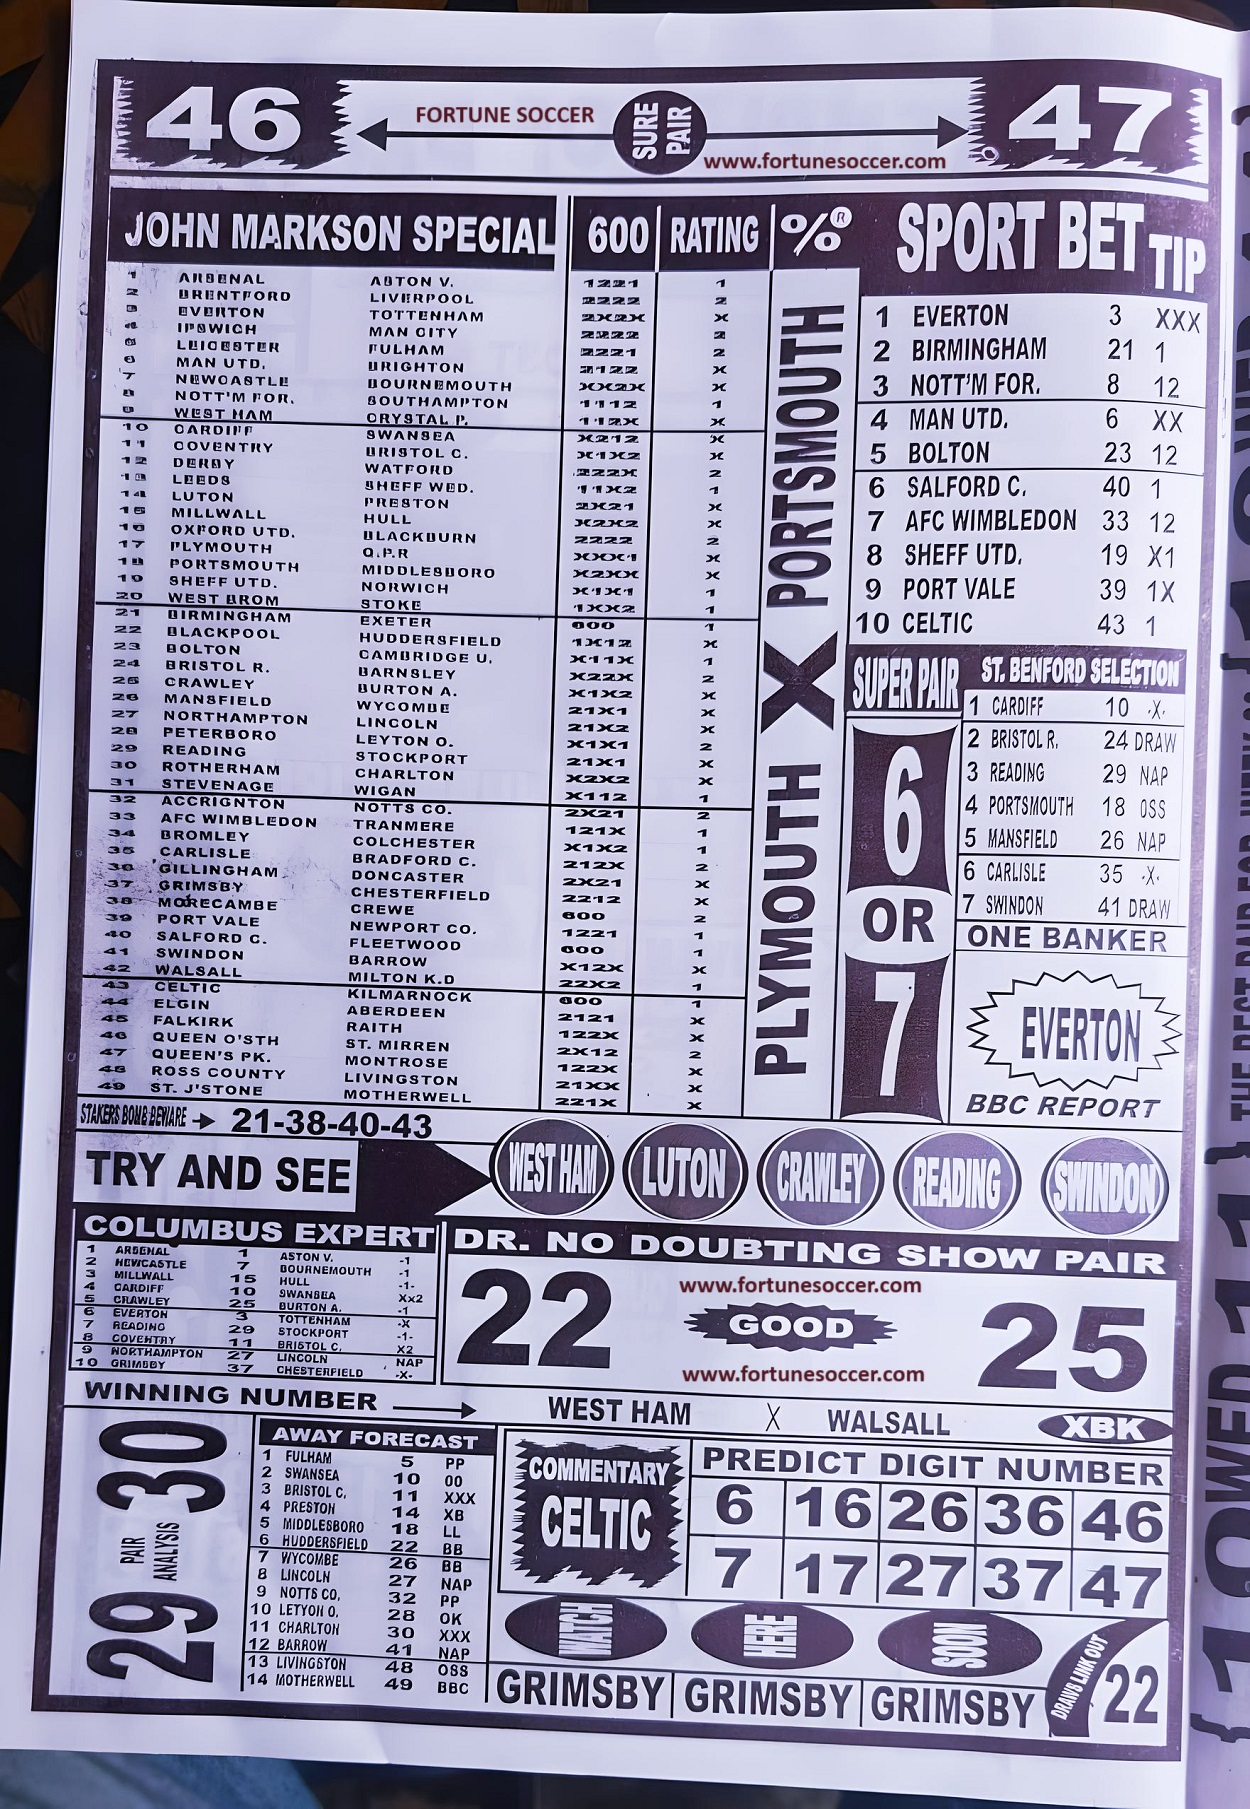 46 FORTUNE SOCCER SURE PAIR www.fortunesoccer.com 47
JOHN MARKSON SPECIAL 600 RATING %®
1 ARSENAL ASTON V. 1221 1
2 BRENTFORD LIVERPOOL 2222 2
3 EVERTON TOTTENHAM 2X2X X
4 IPSWICH MAN CITY 2222 2
5 LEICESTER FULHAM 2221 2
6 MAN UTD. BRIGHTON 2122 X
7 NEWCASTLE BOURNEMOUTH XX2X X
8 NOTT'M FOR. SOUTHAMPTON 1112 1
9 WEST HAM CRYSTAL P. 112X X
10 CARDIFF SWANSEA X212 X
11 COVENTRY BRISTOL C. X1X2 X
12 DERBY WATFORD 222X 2
13 LEEDS SHEFF WED. 11X2 1
14 LUTON PRESTON 2X21 X
15 MILLWALL HULL X2X2 X
16 OXFORD UTD. BLACKBURN 2222 2
17 PLYMOUTH Q.P.R XXX1 X
18 PORTSMOUTH MIDDLESBORO X2XX X
19 SHEFF UTD. NORWICH X1X1 1
20 WEST BROM STOKE 1XX2 1
21 BIRMINGHAM EXETER 600 1
22 BLACKPOOL HUDDERSFIELD 1X12 X
23 BOLTON CAMBRIDGE U. X11X 1
24 BRISTOL R. BARNSLEY X22X 2
25 CRAWLEY BURTON A. X1X2 X
26 MANSFIELD WYCOMBE 21X1 X
27 NORTHAMPTON LINCOLN 21X2 X
28 PETERBORO LEYTON O. X1X1 2
29 READING STOCKPORT 21X1 X
30 ROTHERHAM CHARLTON X2X2 X
31 STEVENAGE WIGAN X112 1
32 ACCRIGNTON NOTTS CO. 2X21 2
33 AFC WIMBLEDON TRANMERE 121X 1
34 BROMLEY COLCHESTER X1X2 1
35 CARLISLE BRADFORD C. 212X 2
36 GILLINGHAM DONCASTER 2X21 X
37 GRIMSBY CHESTERFIELD 2212 X
38 MORECAMBE CREWE 600 2
39 PORT VALE NEWPORT CO. 1221 1
40 SALFORD C. FLEETWOOD 600 1
41 SWINDON BARROW X12X X
42 WALSALL MILTON K.D 22X2 1
43 CELTIC KILMARNOCK 600 1
44 ELGIN ABERDEEN 2121 X
45 FALKIRK RAITH 122X X
46 QUEEN O'STH ST. MIRREN 2X12 2
47 QUEEN'S PK. MONTROSE 122X X
48 ROSS COUNTY LIVINGSTON 21XX X
49 ST. J'STONE MOTHERWELL 221X X
PLYMOUTH X PORTSMOUTH
SPORT BET TIP
1 EVERTON 3 XXX
2 BIRMINGHAM 21 1
3 NOTT'M FOR. 8 12
4 MAN UTD. 6 XX
5 BOLTON 23 12
6 SALFORD C. 40 1
7 AFC WIMBLEDON 33 12
8 SHEFF UTD. 19 X1
9 PORT VALE 39 1X
10 CELTIC 43 1
SUPER PAIR
6
OR
7
ST. BENFORD SELECTION
1 CARDIFF 10 -X-
2 BRISTOL R. 24 DRAW
3 READING 29 NAP
4 PORTSMOUTH 18 OSS
5 MANSFIELD 26 NAP
6 CARLISLE 35 -X-
7 SWINDON 41 DRAW
ONE BANKER
EVERTON
BBC REPORT
STAKERS BOMB BEWARE 21-38-40-43
TRY AND SEE WEST HAM LUTON CRAWLEY READING SWINDON
COLUMBUS EXPERT
1 ARSENAL 1 ASTON V. -1
2 NEWCASTLE 7 BOURNEMOUTH -1
3 MILLWALL 15 HULL -1-
4 CARDIFF 10 SWANSEA Xx2
5 CRAWLEY 25 BURTON A. -1
6 EVERTON 3 TOTTENHAM -X
7 READING 29 STOCKPORT -1-
8 COVENTRY 11 BRISTOL C. X2
9 NORTHAMPTON 27 LINCOLN NAP
10 GRIMSBY 37 CHESTERFIELD -X-
DR. NO DOUBTING SHOW PAIR
www.fortunesoccer.com
22 GOOD 25
www.fortunesoccer.com
WINNING NUMBER WEST HAM X WALSALL XBK
29 PAIR ANALYSIS 30
AWAY FORECAST
1 FULHAM 5 PP
2 SWANSEA 10 00
3 BRISTOL C. 11 XXX
4 PRESTON 14 XB
5 MIDDLESBORO 18 LL
6 HUDDERSFIELD 22 BB
7 WYCOMBE 26 BB
8 LINCOLN 27 NAP
9 NOTTS CO, 32 PP
10 LETYON O. 28 OK
11 CHARLTON 30 XXX
12 BARROW 41 NAP
13 LIVINGSTON 48 OSS
14 MOTHERWELL 49 BBC
COMMENTARY
CELTIC
PREDICT DIGIT NUMBER
6 16 26 36 46
7 17 27 37 47
WATCH HERE SOON
GRIMSBY GRIMSBY GRIMSBY
DRAWS LINK OUT 22